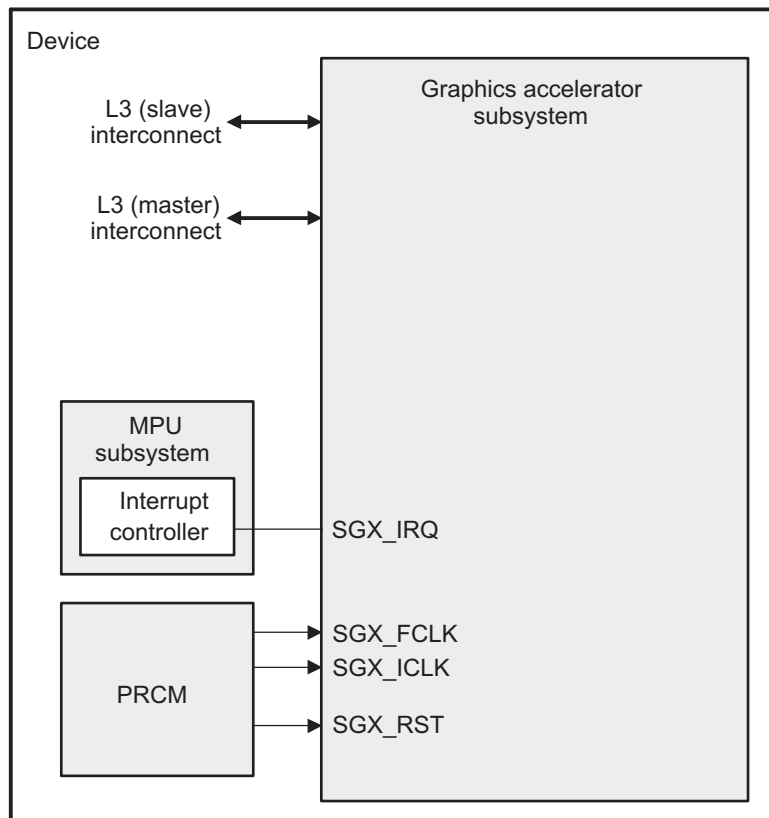 Device
Graphics accelerator
subsystem
L3 (slave)
interconnect
L3 (master)
interconnect
MPU
subsystem
Interrupt
controller
SGX_IRQ
SGX_FCLK
SGX_ICLK
PRCM
SGX_RST